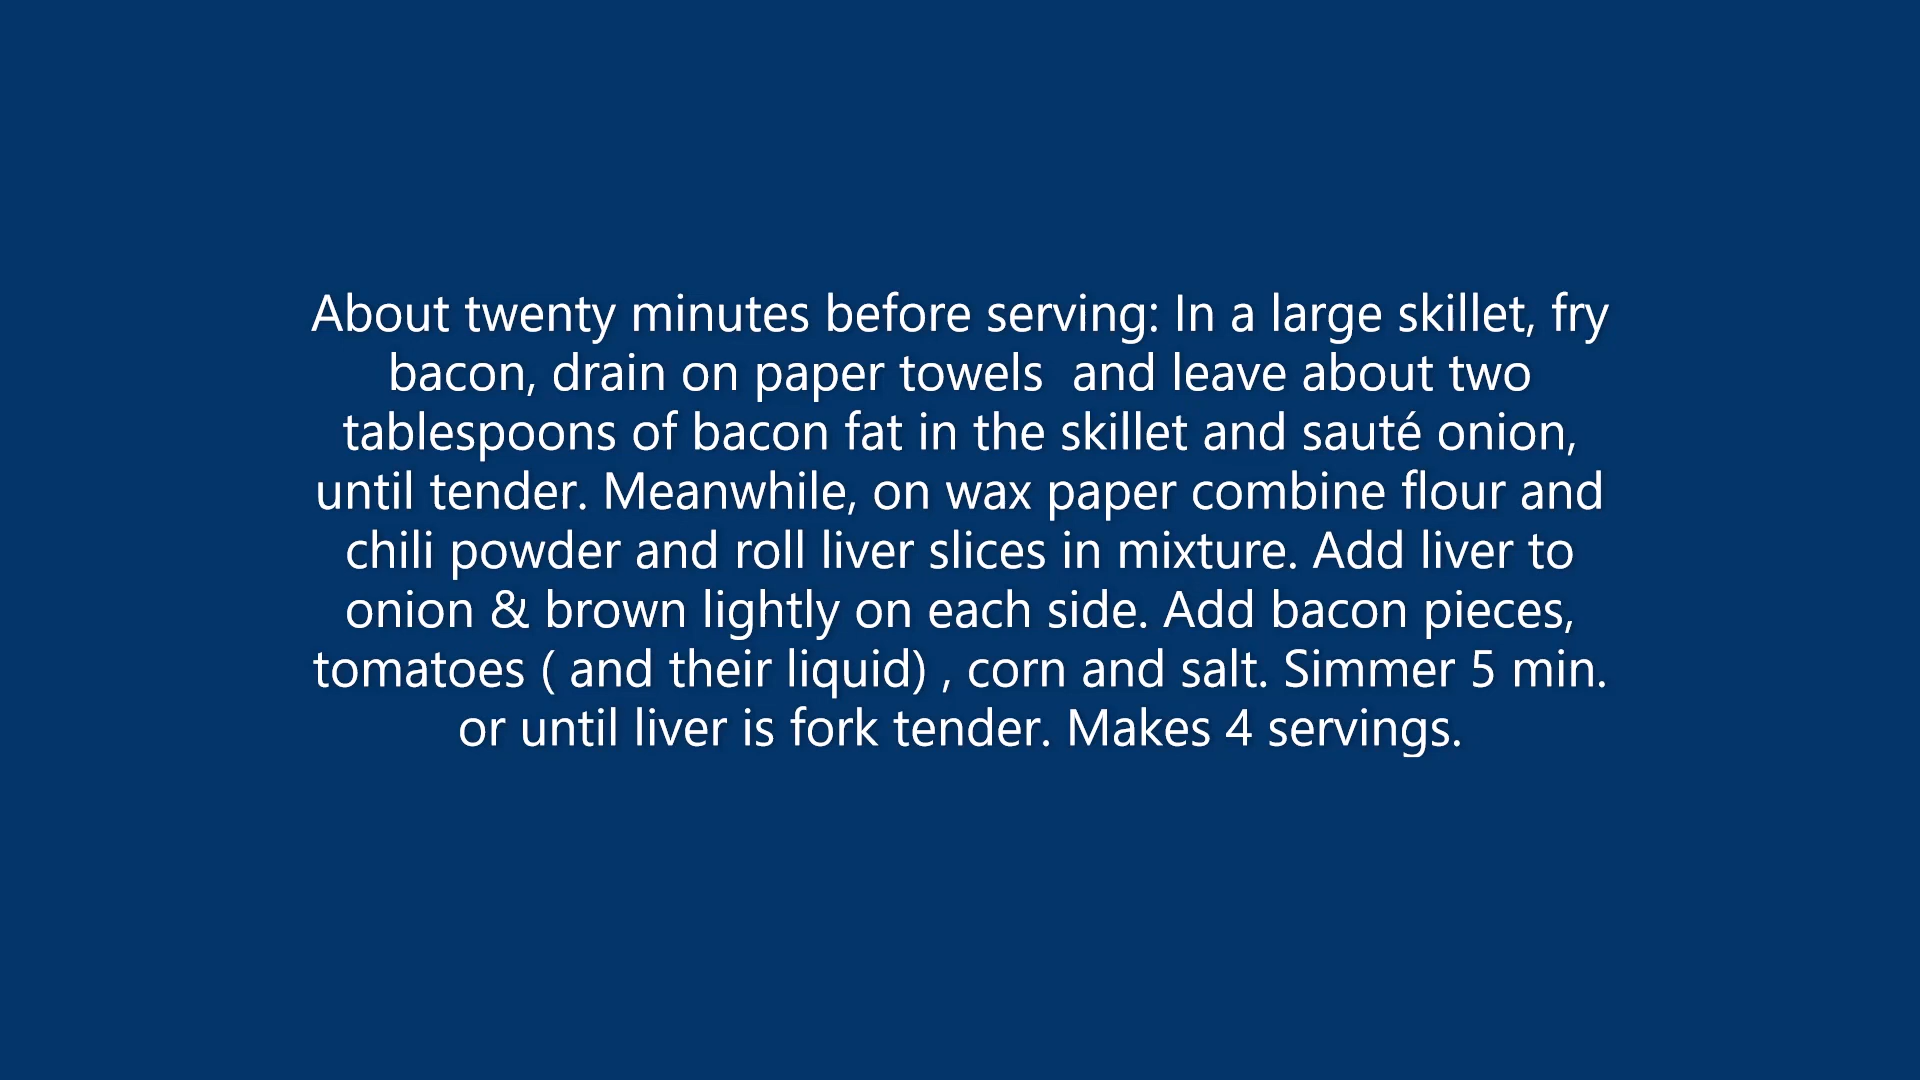 About twenty minutes before serving: In a large skillet, fry
bacon, drain on paper towels  and leave about two
tablespoons of bacon fat in the skillet and sauté onion,
until tender. Meanwhile, on wax paper combine flour and
chili powder and roll liver slices in mixture. Add liver to
onion & brown lightly on each side. Add bacon pieces,
tomatoes ( and their liquid) , corn and salt. Simmer 5 min.
or until liver is fork tender. Makes 4 servings.